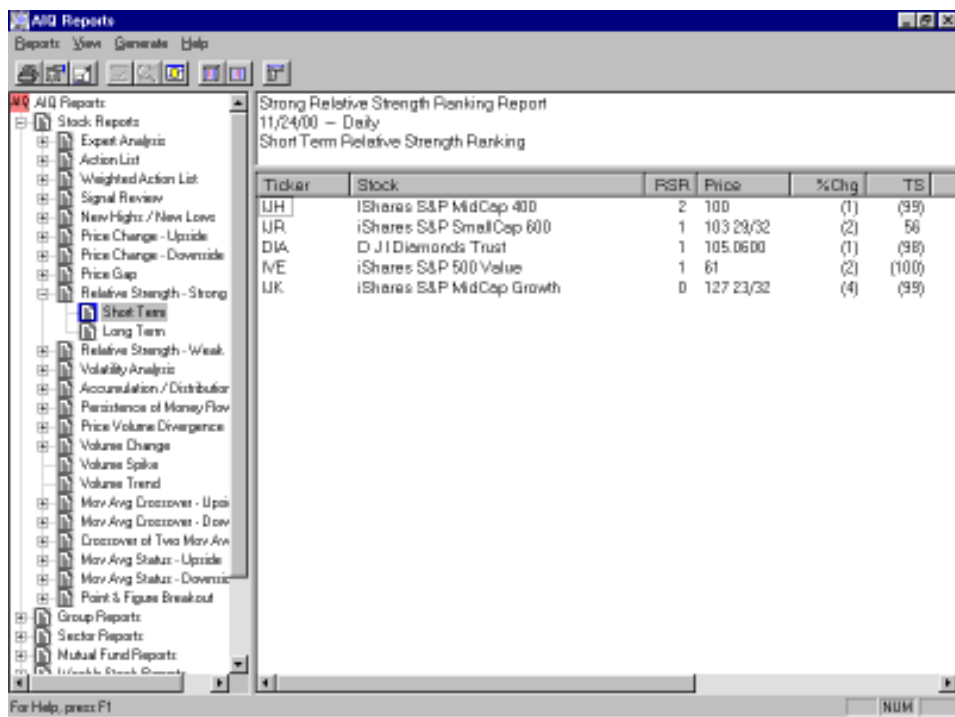 AIQ Reports
Reports View Generate Help
AIQ AIQ Reports
Stock Reports
Expert Analysis
Action List
Weighted Action List
Signal Review
New Highs / New Lows
Price Change - Upside
Price Change - Downside
Price Gap
Relative Strength - Strong
Short Term
Long Term
Relative Strength - Weak
Volatility Analysis
Accumulation / Distribution
Persistence of Money Flow
Price Volume Divergence
Volume Change
Volume Spike
Volume Trend
Mov Avg Crossover - Upsi
Mov Avg Crossover - Dow
Crossover of Two Mov Av
Mov Avg Status - Upside
Mov Avg Status - Downsic
Point & Figure Breakout
Group Reports
Sector Reports
Mutual Fund Reports
Strong Relative Strength Ranking Report
11/24/00 -- Daily
Short Term Relative Strength Ranking
Ticker Stock RSR Price %Chg TS
IJH iShares S&P MidCap 400 2 100 (1) (99)
IJR iShares S&P SmallCap 600 1 103 29/32 (2) 56
DIA D J I Diamonds Trust 1 105.0600 (1) (98)
IVE iShares S&P 500 Value 1 61 (2) (100)
IJK iShares S&P MidCap Growth 0 127 23/32 (4) (99)
For Help, press F1
NUM